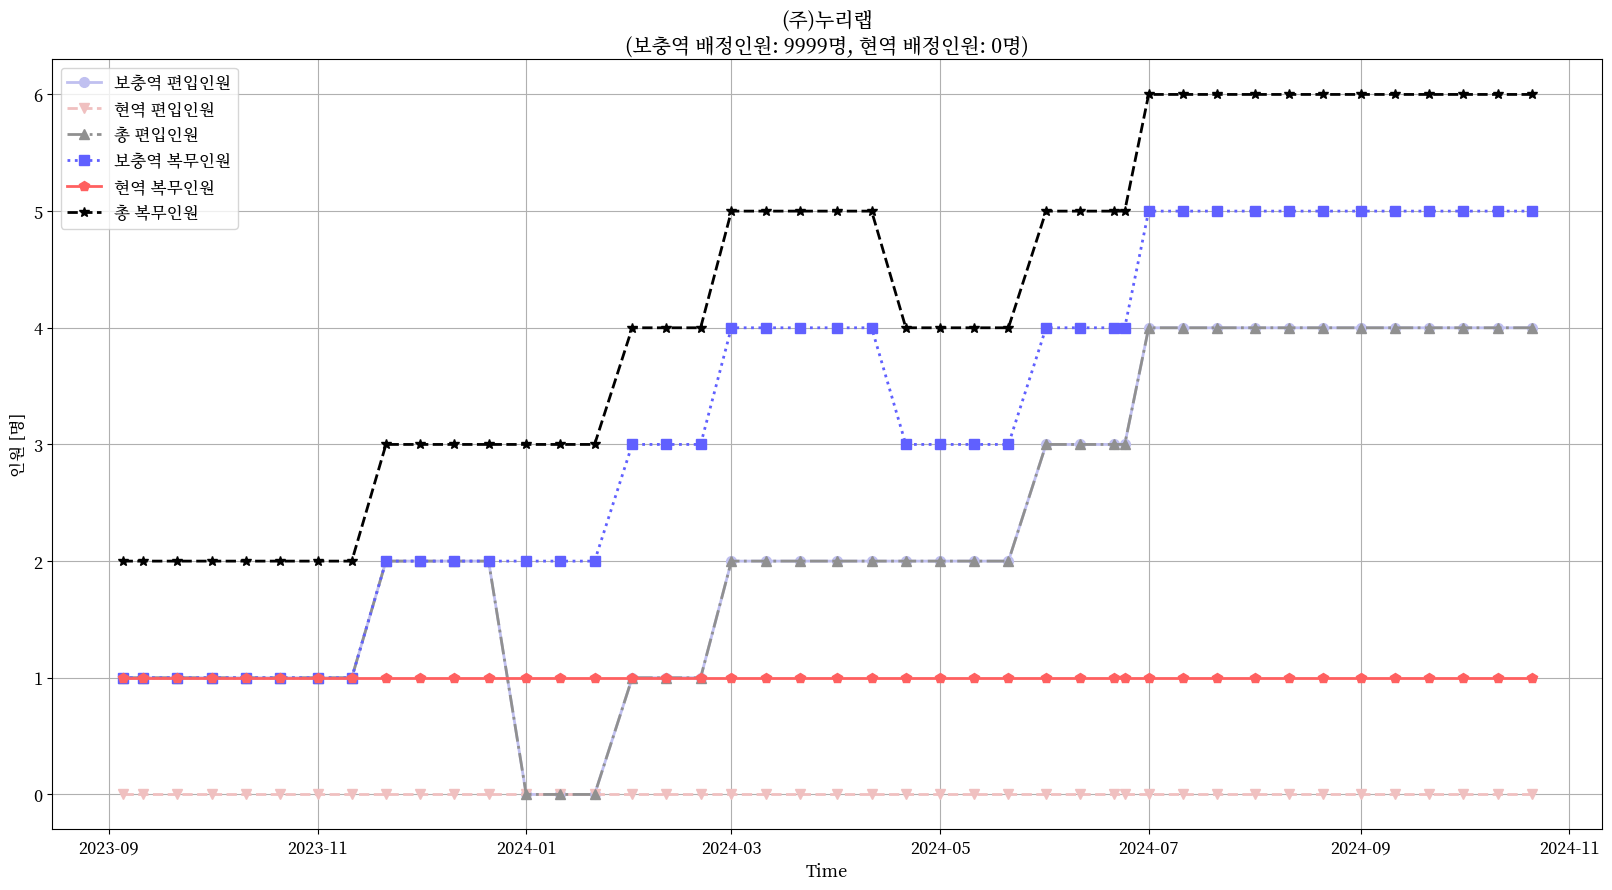 (주)누리랩
(보충역 배정인원: 9999명, 현역 배정인원: 0명)
보충역 편입인원
현역 편입인원
총 편입인원
보충역 복무인원
현역 복무인원
총 복무인원
인원 [명]
6
5
4
3
2
1
0
2023-09 2023-11 2024-01 2024-03 2024-05 2024-07 2024-09 2024-11
Time